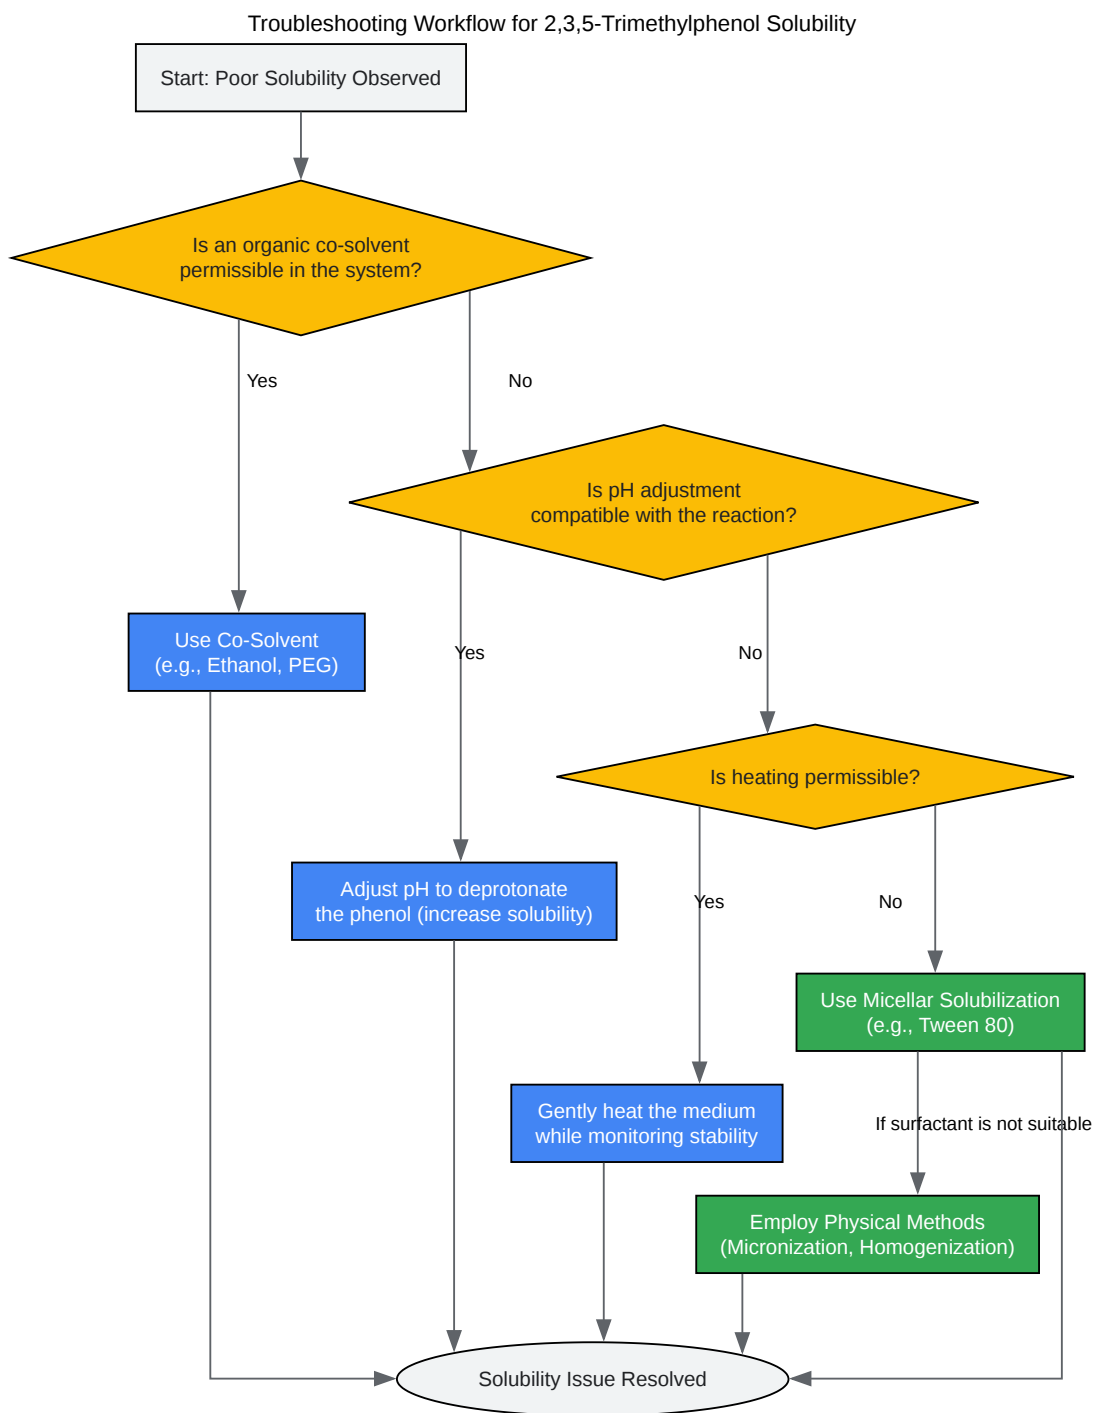 Troubleshooting Workflow for 2,3,5-Trimethylphenol Solubility
Start: Poor Solubility Observed
Is an organic co-solvent
permissible in the system?
Yes
No
Is pH adjustment
compatible with the reaction?
Use Co-Solvent
(e.g., Ethanol, PEG)
Yes
No
Is heating permissible?
Adjust pH to deprotonate
the phenol (increase solubility)
Yes
No
Use Micellar Solubilization
(e.g., Tween 80)
Gently heat the medium
while monitoring stability
If surfactant is not suitable
Employ Physical Methods
(Micronization, Homogenization)
Solubility Issue Resolved